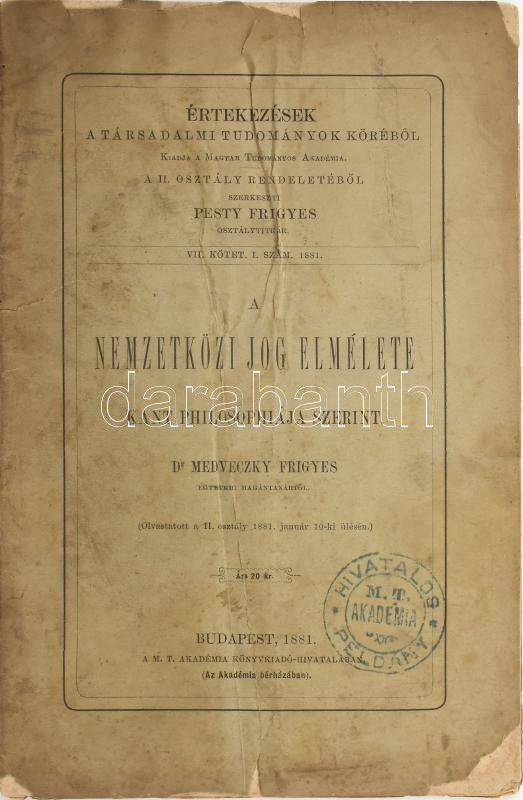 ÉRTEKEZÉSEK
A TÁRSADALMI TUDOMÁNYOK KÖRÉBŐL
KIADJA A MAGYAR TUDOMÁNYOS AKADÉMIA.
A II. OSZTÁLY RENDELETÉBŐL
SZERKESZTI
PESTY FRIGYES
OSZTÁLYTITKÁR.
VII. KÖTET. I. SZÁM. 1881.
A
NEMZETKÖZI JOG ELMÉLETE
darabanth
KANT PHILOSOPHIÁJA SZERINT
Dr MEDVECZKY FRIGYES
EGYETEMI MAGÁNTANÁRTÓL.
(Olvastatott a II. osztály 1881. január 10-ki ülésén.)
Ára 20 kr.
HIVATALOS
M. T.
AKADÉMIA
PÉLDÁNY
BUDAPEST, 1881.
A M. T. AKADÉMIA KÖNYVKIADÓ-HIVATALÁBAN.
(Az Akadémia bérházában).